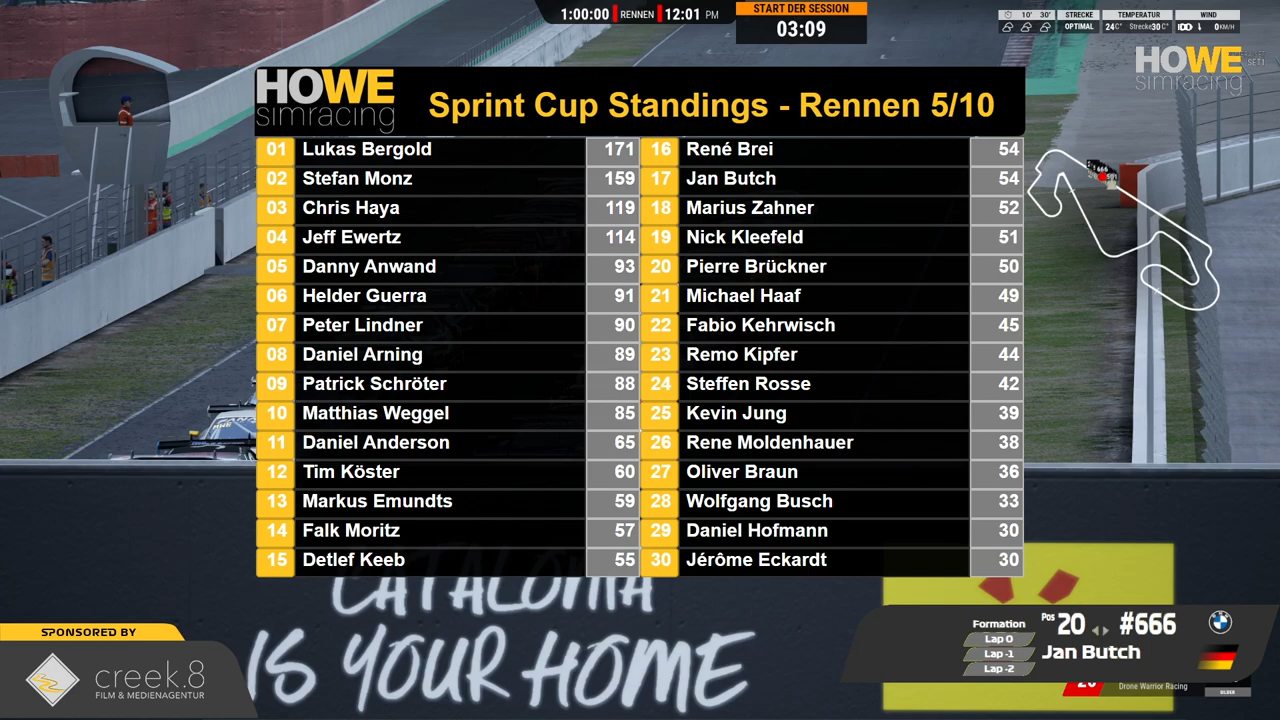 1:00:00 RENNEN 12:01 PM
START DER SESSION
03:09
10' 30' STRECKE TEMPERATUR WIND
OPTIMAL 24C° Strecke30C° 0KM/H
HOWE
simracing
SET1
HOWE
simracing
Sprint Cup Standings - Rennen 5/10
01 Lukas Bergold 171
02 Stefan Monz 159
03 Chris Haya 119
04 Jeff Ewertz 114
05 Danny Anwand 93
06 Helder Guerra 91
07 Peter Lindner 90
08 Daniel Arning 89
09 Patrick Schröter 88
10 Matthias Weggel 85
11 Daniel Anderson 65
12 Tim Köster 60
13 Markus Emundts 59
14 Falk Moritz 57
15 Detlef Keeb 55
16 René Brei 54
17 Jan Butch 54
18 Marius Zahner 52
19 Nick Kleefeld 51
20 Pierre Brückner 50
21 Michael Haaf 49
22 Fabio Kehrwisch 45
23 Remo Kipfer 44
24 Steffen Rosse 42
25 Kevin Jung 39
26 Rene Moldenhauer 38
27 Oliver Braun 36
28 Wolfgang Busch 33
29 Daniel Hofmann 30
30 Jérôme Eckardt 30
CATALONIA
IS YOUR HOME
SPONSORED BY
creek.8
FILM & MEDIENAGENTUR
Formation
Lap 0
Lap -1
Lap -2
Pos 20 #666
Jan Butch
Drone Warrior Racing
SILBER